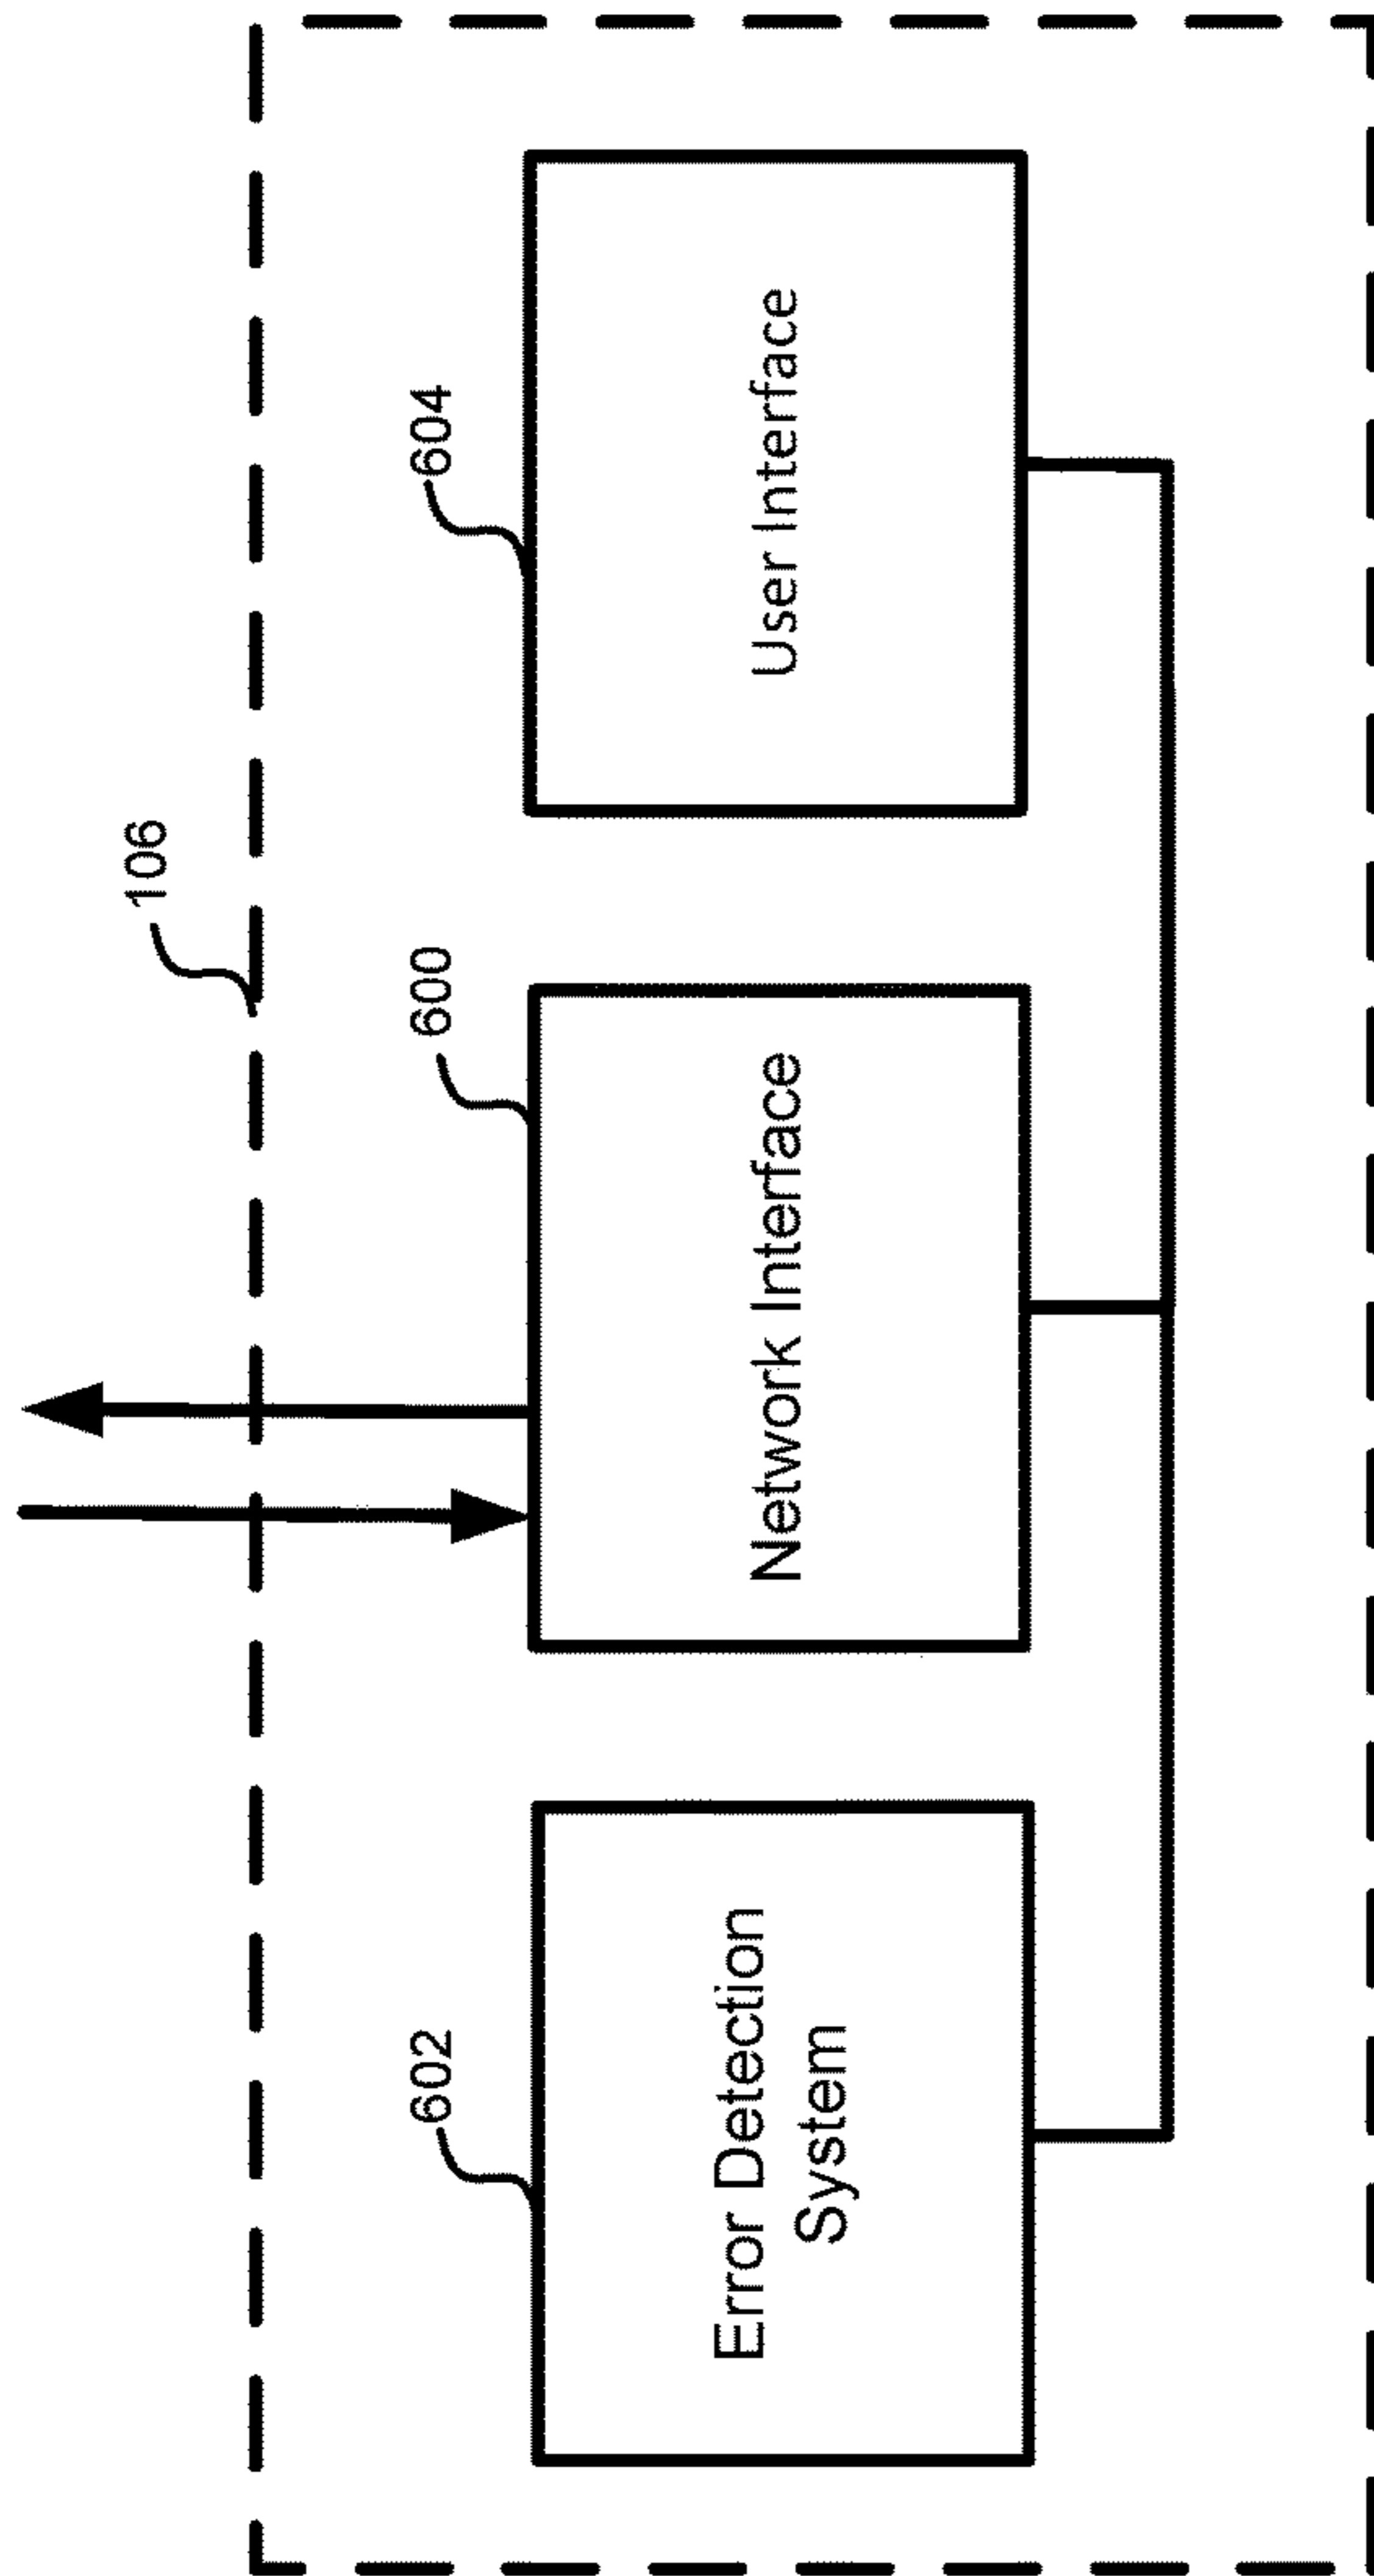 106
602
600
604
Error Detection
System
Network Interface
User Interface